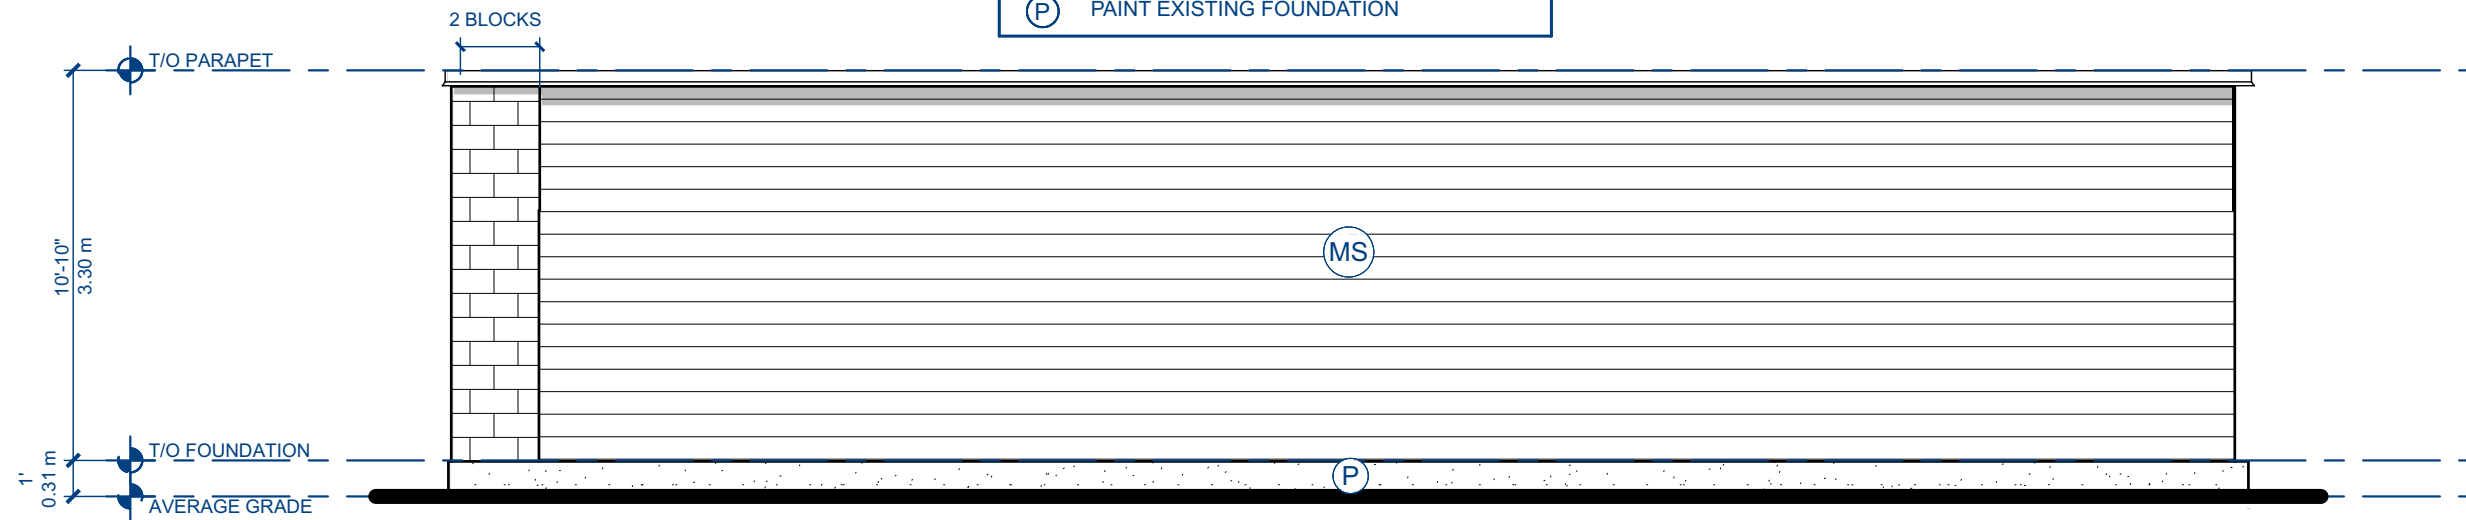 P PAINT EXISTING FOUNDATION
2 BLOCKS
T/O PARAPET
10'-10"
3.30 m
MS
T/O FOUNDATION
1'
0.31 m
P
AVERAGE GRADE